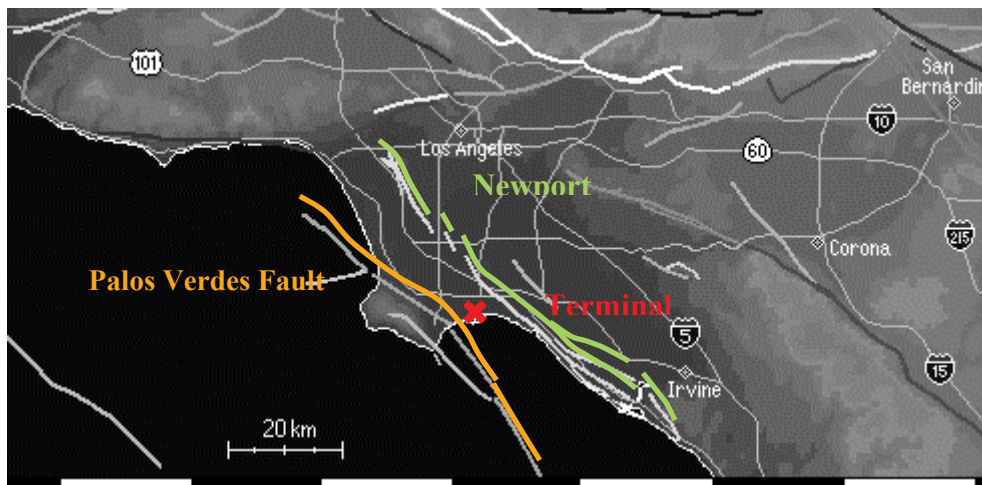 101
San
Bernardin
10
Los Angeles
60
Newport
215
Corona
Palos Verdes Fault
Terminal
5
15
Irvine
20 km